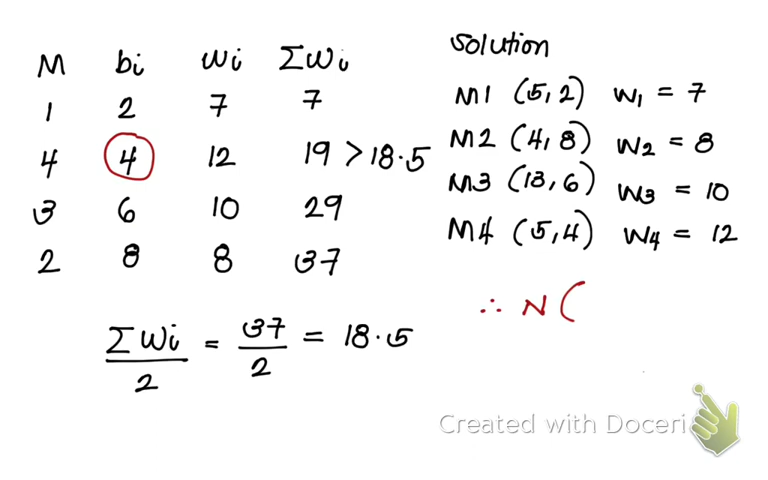 M bi wi Σwi
1 2 7 7
4 4 12 19 > 18.5
3 6 10 29
2 8 8 37
Σwi/2 = 37/2 = 18.5
Solution
M1 (5,2) W1 = 7
M2 (4,8) W2 = 8
M3 (13,6) W3 = 10
M4 (5,4) W4 = 12
∴ N (
Created with Doceri